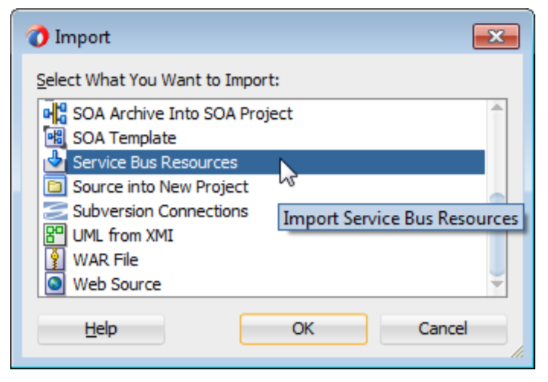 Import
Select What You Want to Import:
SOA Archive Into SOA Project
SOA Template
Service Bus Resources
Source into New Project
Subversion Connections
Import Service Bus Resources
UML from XMI
WAR File
Web Source
Help
OK
Cancel